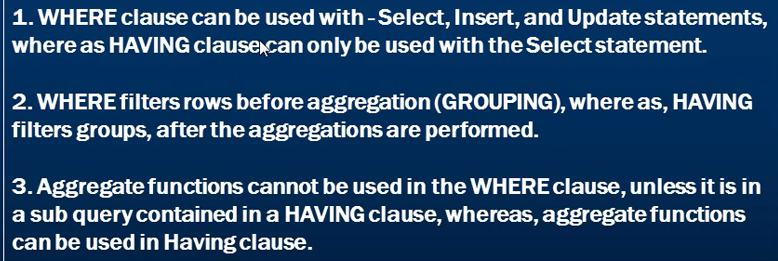 1. WHERE clause can be used with - Select, Insert, and Update statements,
where as HAVING clause can only be used with the Select statement.
2. WHERE filters rows before aggregation (GROUPING), where as, HAVING
filters groups, after the aggregations are performed.
3. Aggregate functions cannot be used in the WHERE clause, unless it is in
a sub query contained in a HAVING clause, whereas, aggregate functions
can be used in Having clause.